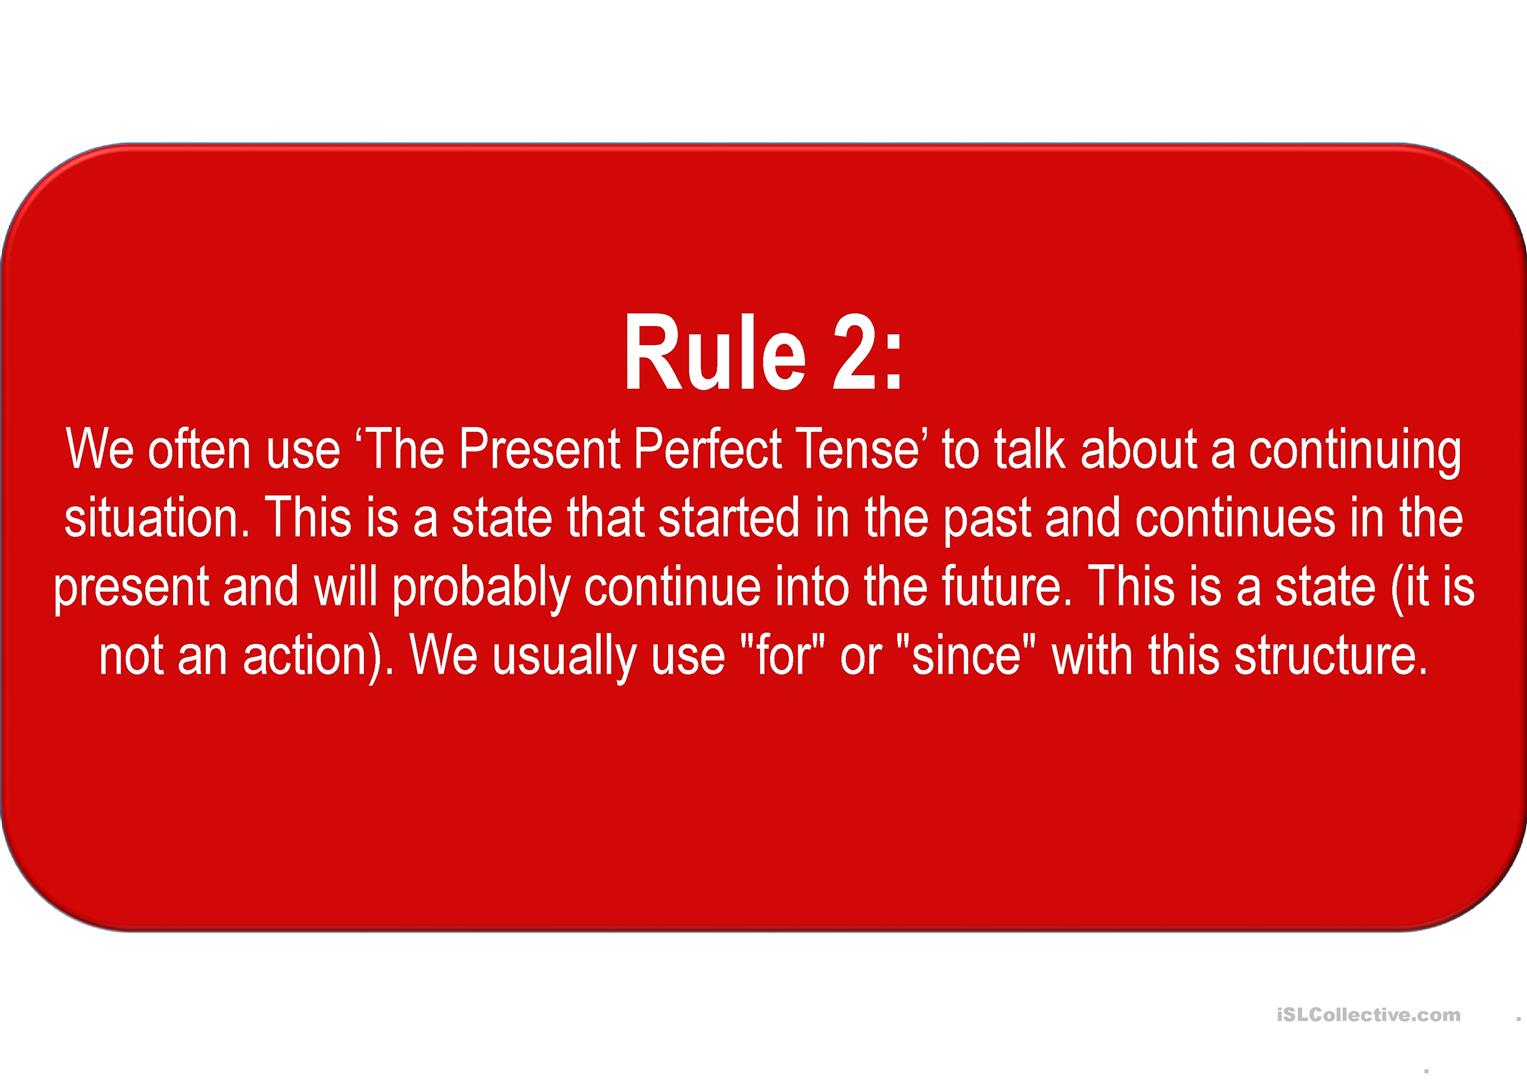 Rule 2:
We often use ‘The Present Perfect Tense’ to talk about a continuing
situation. This is a state that started in the past and continues in the
present and will probably continue into the future. This is a state (it is
not an action). We usually use "for" or "since" with this structure.
iSLCollective.com